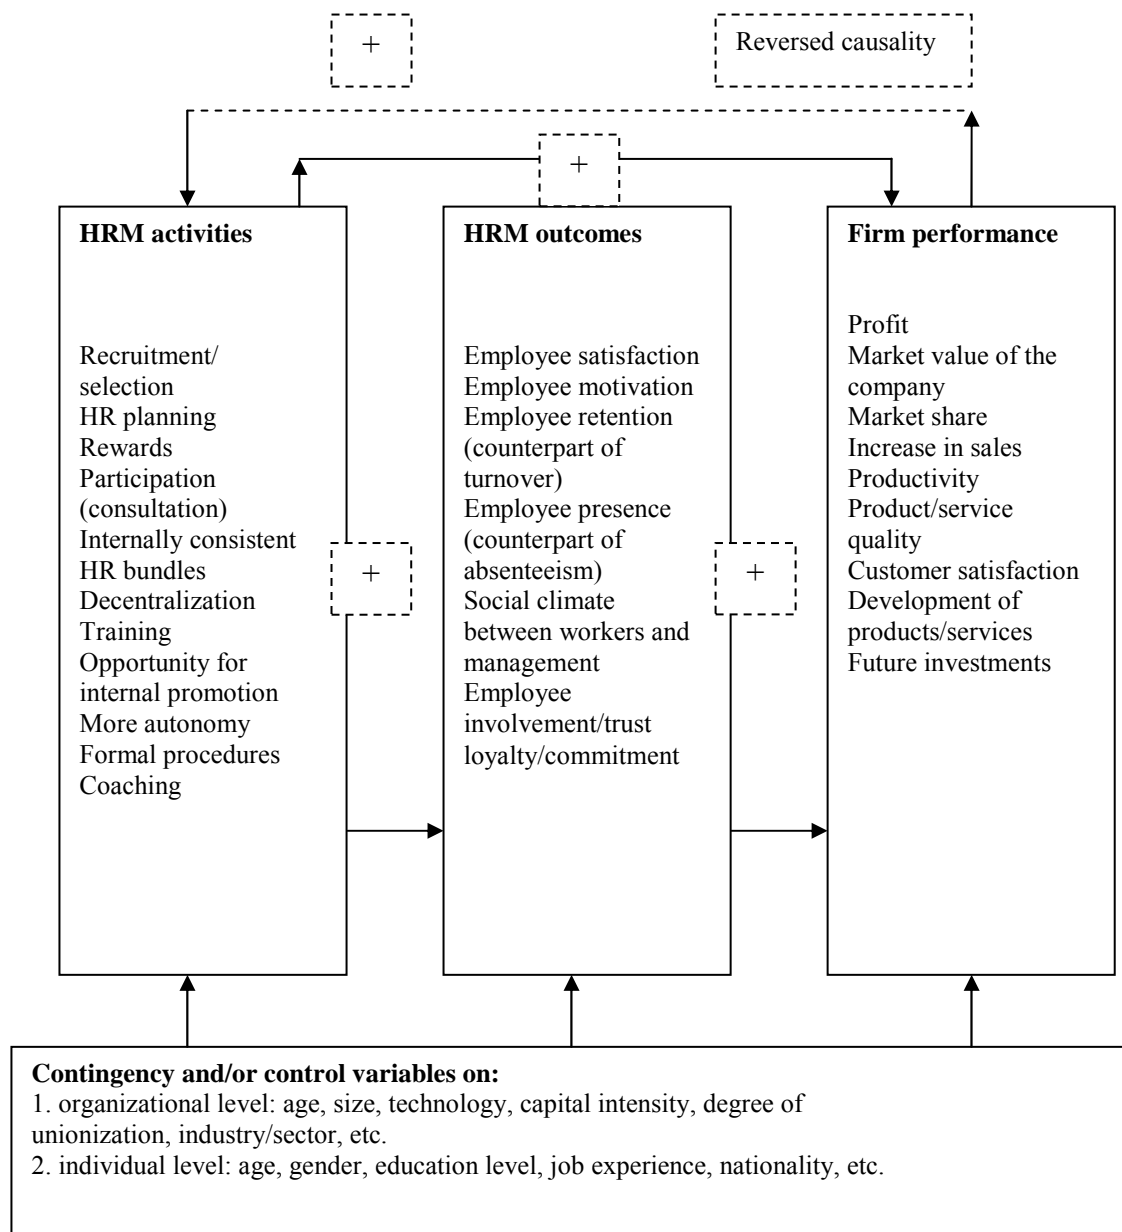 +
Reversed causality
+
HRM activities
Recruitment/
selection
HR planning
Rewards
Participation
(consultation)
Internally consistent
HR bundles
Decentralization
Training
Opportunity for
internal promotion
More autonomy
Formal procedures
Coaching
+
HRM outcomes
Employee satisfaction
Employee motivation
Employee retention
(counterpart of
turnover)
Employee presence
(counterpart of
absenteeism)
Social climate
between workers and
management
Employee
involvement/trust
loyalty/commitment
+
Firm performance
Profit
Market value of the
company
Market share
Increase in sales
Productivity
Product/service
quality
Customer satisfaction
Development of
products/services
Future investments
Contingency and/or control variables on:
1. organizational level: age, size, technology, capital intensity, degree of
unionization, industry/sector, etc.
2. individual level: age, gender, education level, job experience, nationality, etc.